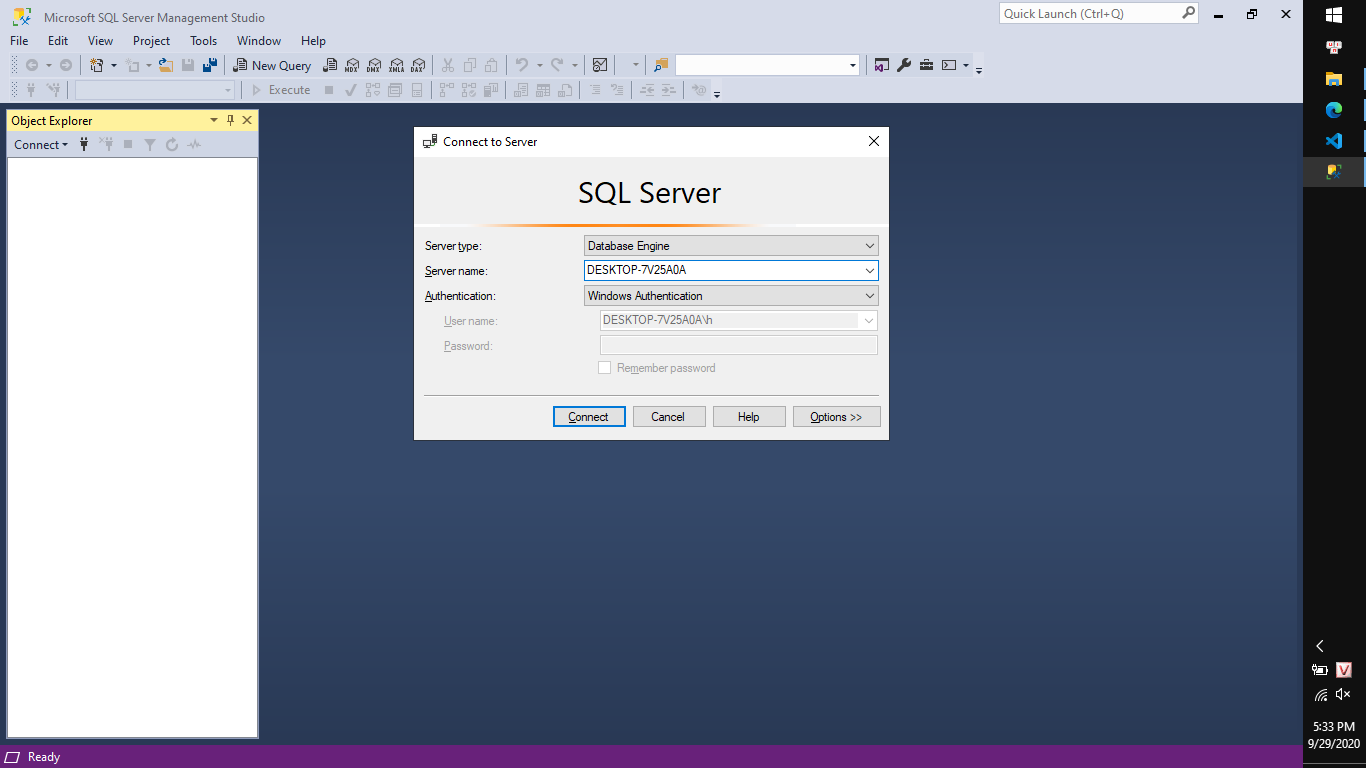 Microsoft SQL Server Management Studio
Quick Launch (Ctrl+Q)
File Edit View Project Tools Window Help
New Query
MDX DMX XMLA DAX
Execute
Object Explorer
Connect
Connect to Server
SQL Server
Server type: Database Engine
Server name: DESKTOP-7V25A0A
Authentication: Windows Authentication
User name: DESKTOP-7V25A0A\h
Password:
Remember password
Connect Cancel Help Options >>
V
5:33 PM
9/29/2020
Ready